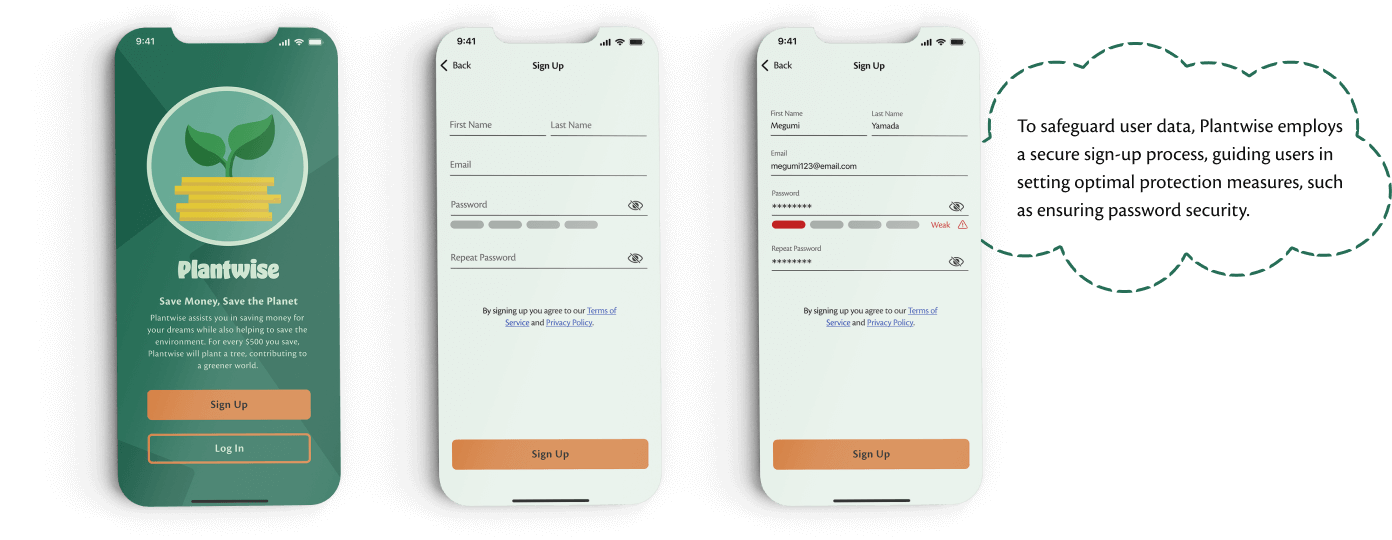 9:41
Plantwise
Save Money, Save the Planet
Plantwise assists you in saving money for
your dreams while also helping to save the
environment. For every $500 you save,
Plantwise will plant a tree, contributing to
a greener world.
Sign Up
Log In
9:41
Back Sign Up
First Name Last Name
Email
Password
Repeat Password
By signing up you agree to our Terms of
Service and Privacy Policy.
Sign Up
9:41
Back Sign Up
First Name Last Name
Megumi Yamada
Email
megumi123@email.com
Password
********
Weak
Repeat Password
********
By signing up you agree to our Terms of
Service and Privacy Policy.
Sign Up
To safeguard user data, Plantwise employs
a secure sign-up process, guiding users in
setting optimal protection measures, such
as ensuring password security.